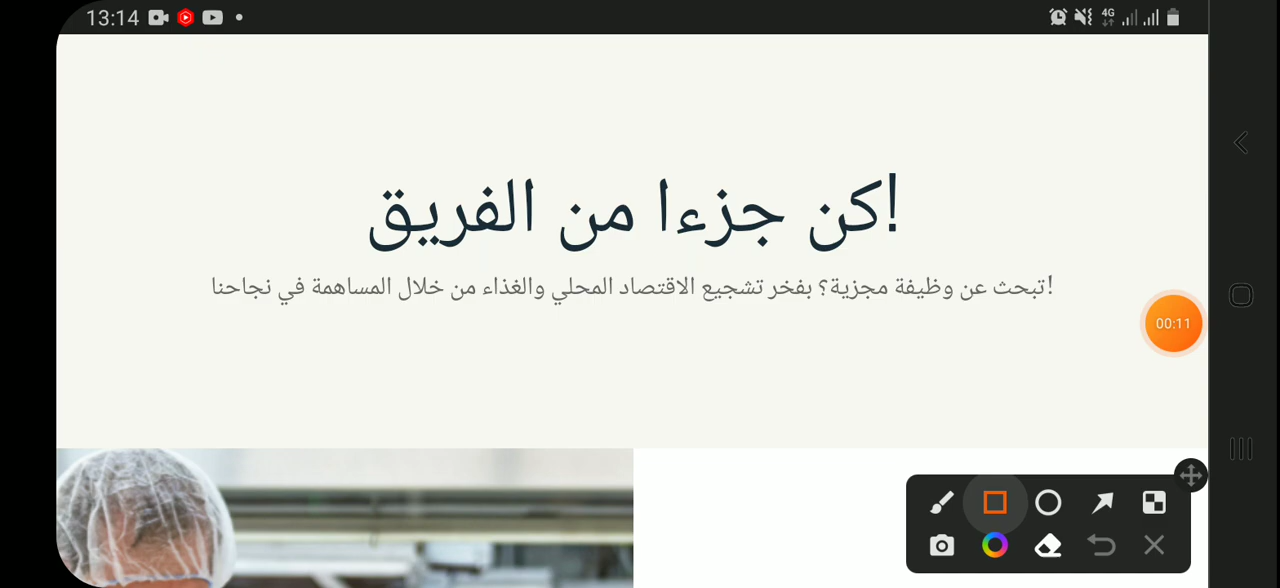 13:14
4G
كن جزءا من الفريق!
تبحث عن وظيفة مجزية؟ بفخر تشجيع الاقتصاد المحلي والغذاء من خلال المساهمة في نجاحنا!
00:11